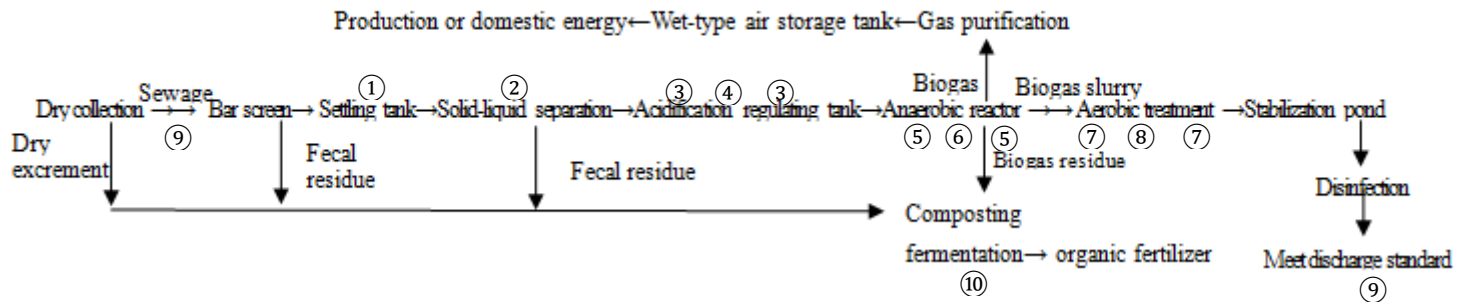 Production or domestic energy←Wet-type air storage tank←Gas purification
① ② ③ ④ ③
Sewage Biogas Biogas slurry
Dry collection →→ Bar screen→ Settling tank→Solid-liquid separation→Acidification regulating tank→Anaerobic reactor →→Aerobic treatment →Stabilization pond
⑨ ⑤ ⑥ ⑤ ⑦ ⑧ ⑦
Dry
excrement
Fecal
residue
Fecal residue
Biogas residue
Disinfection
Composting
fermentation→ organic fertilizer
⑩
Meet discharge standard
⑨